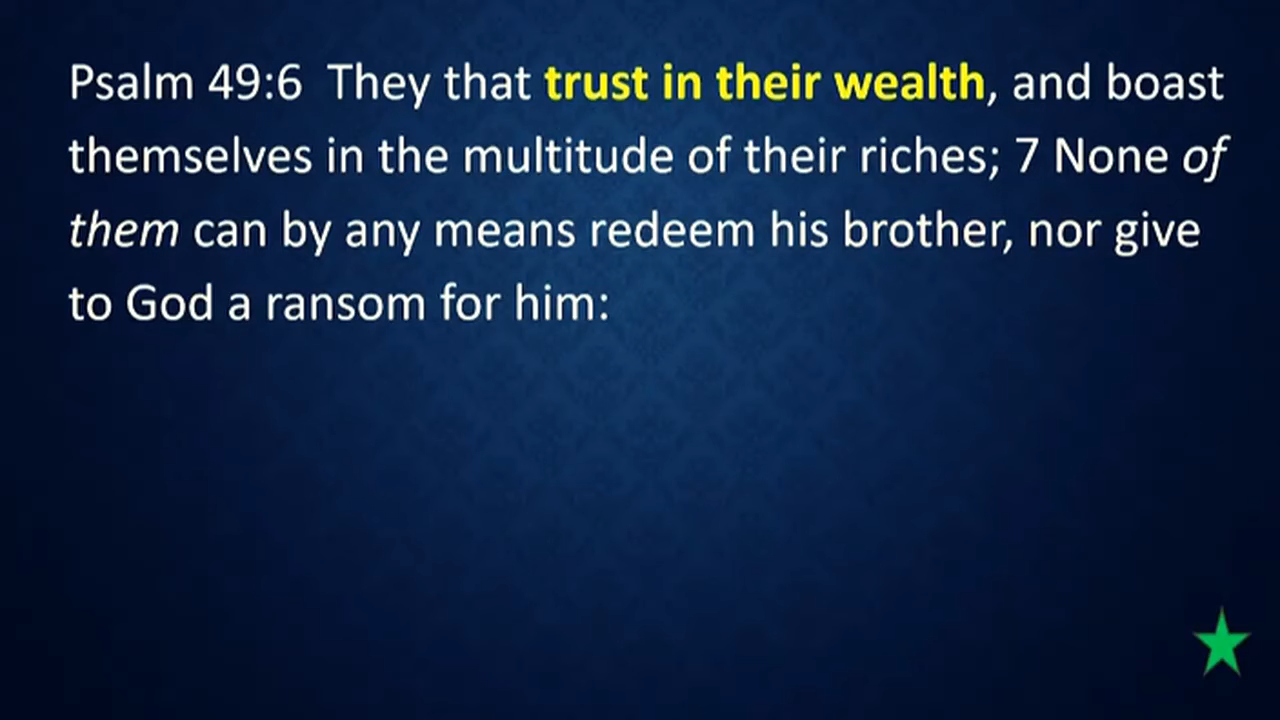 Psalm 49:6  They that trust in their wealth, and boast
themselves in the multitude of their riches; 7 None of
them can by any means redeem his brother, nor give
to God a ransom for him: